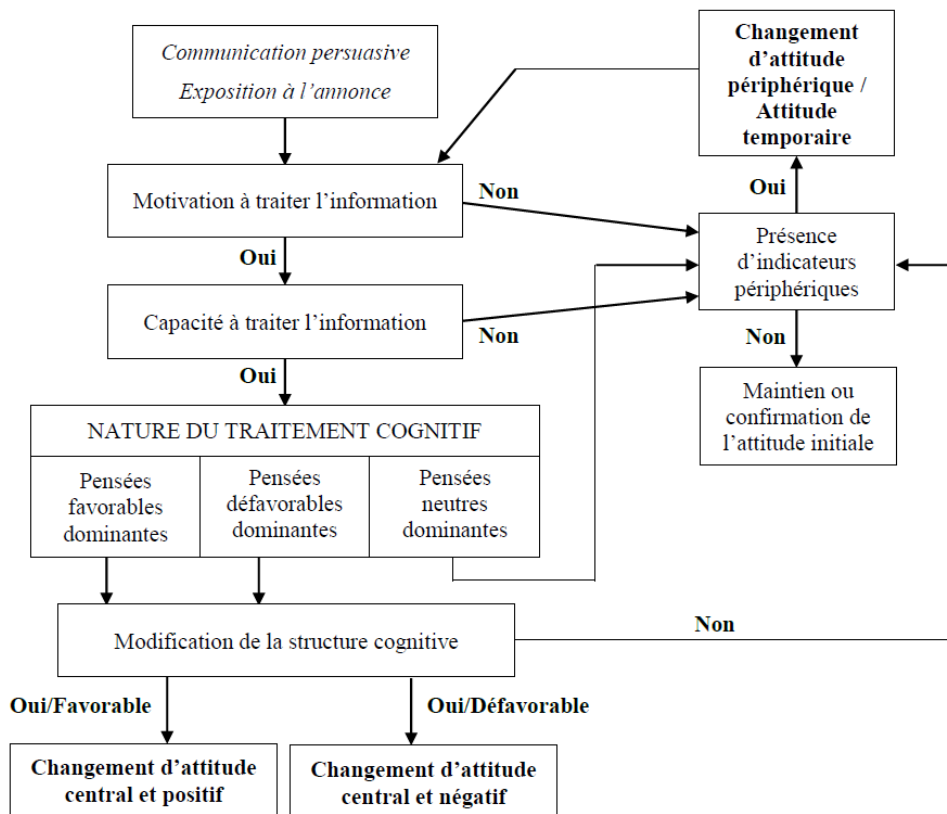 Communication persuasive
Exposition à l’annonce
Changement
d’attitude
périphérique /
Attitude
temporaire
Motivation à traiter l’information
Non
Oui
Présence
d’indicateurs
périphériques
Oui
Capacité à traiter l’information
Non
Non
Oui
Maintien ou
confirmation de
l’attitude initiale
NATURE DU TRAITEMENT COGNITIF
Pensées
favorables
dominantes
Pensées
défavorables
dominantes
Pensées
neutres
dominantes
Modification de la structure cognitive
Non
Oui/Favorable
Oui/Défavorable
Changement d’attitude
central et positif
Changement d’attitude
central et négatif